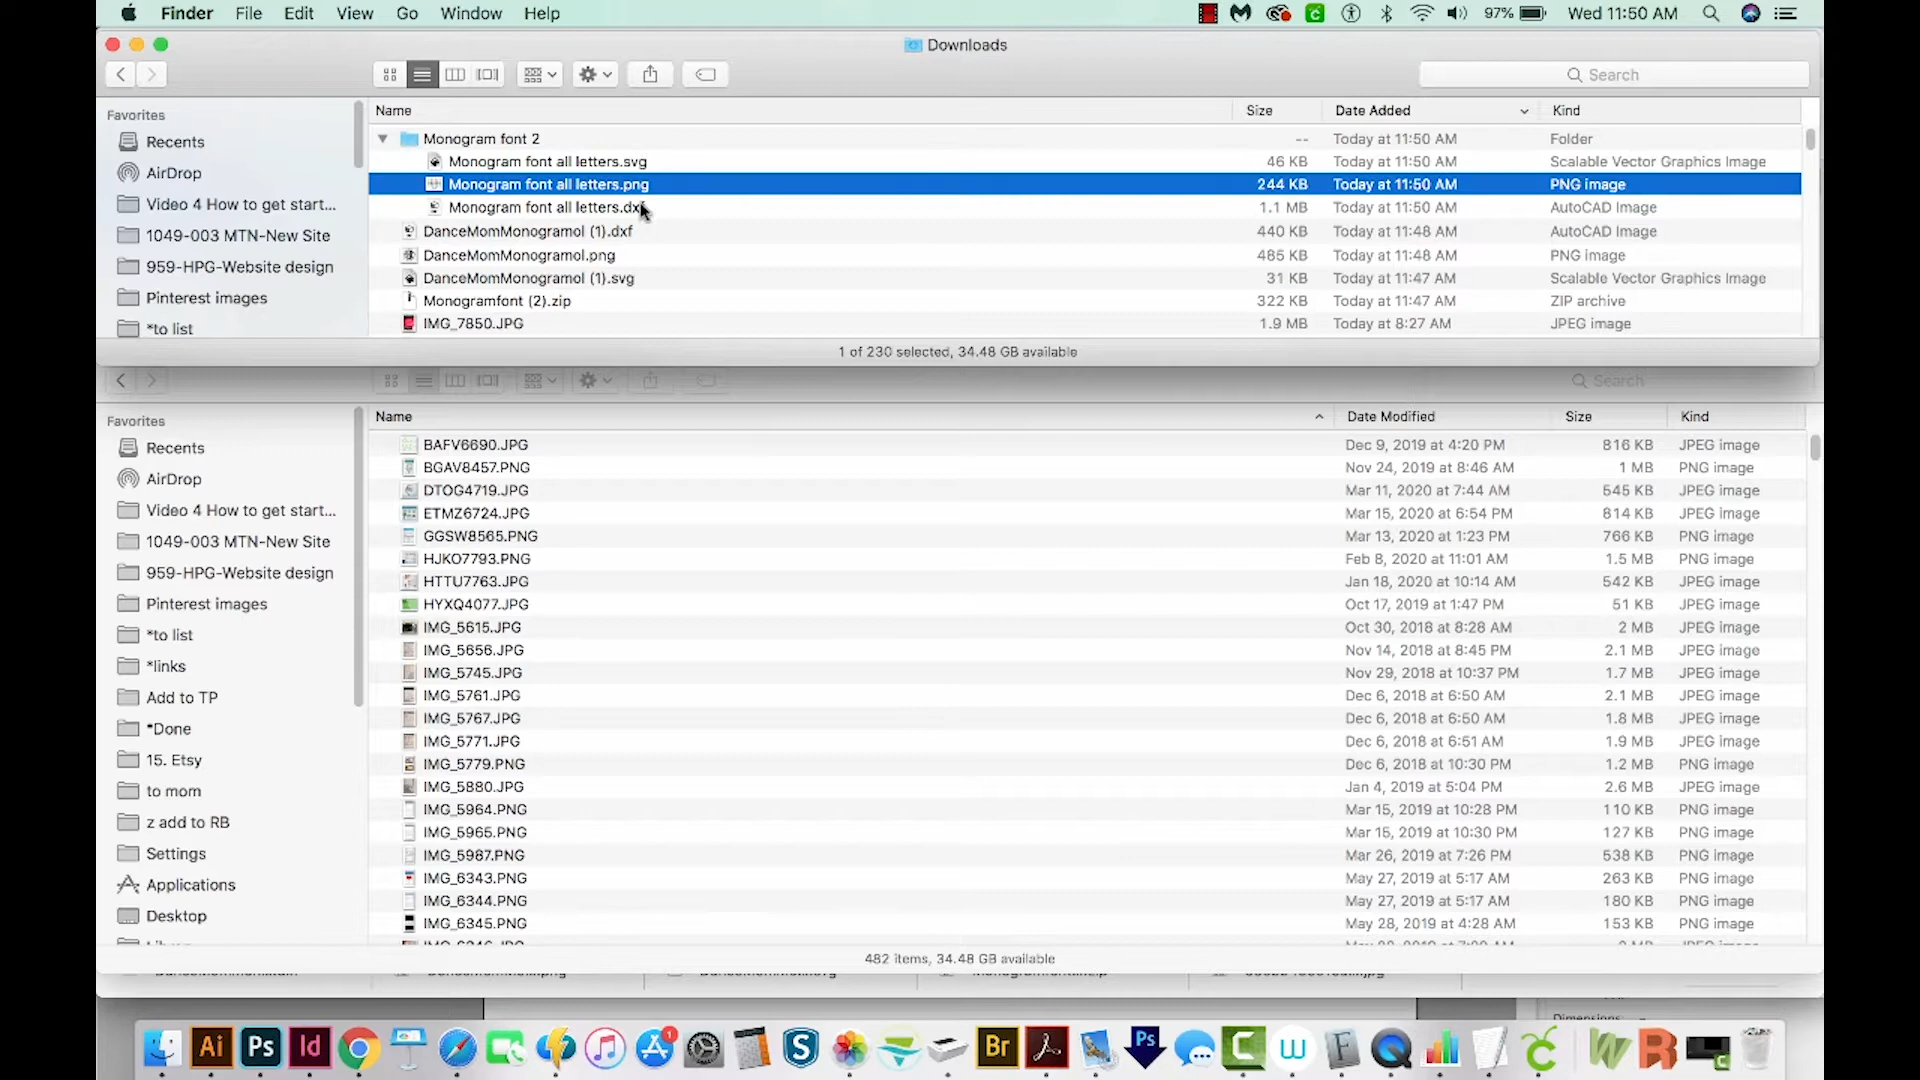 Finder File Edit View Go Window Help 97% Wed 11:50 AM
Downloads
Search
Favorites
Recents
AirDrop
Video 4 How to get start...
1049-003 MTN-New Site
959-HPG-Website design
Pinterest images
*to list
Name Size Date Added Kind
Monogram font 2 -- Today at 11:50 AM Folder
Monogram font all letters.svg 46 KB Today at 11:50 AM Scalable Vector Graphics Image
Monogram font all letters.png 244 KB Today at 11:50 AM PNG image
Monogram font all letters.dxf 1.1 MB Today at 11:50 AM AutoCAD Image
DanceMomMonogramol (1).dxf 440 KB Today at 11:48 AM AutoCAD Image
DanceMomMonogramol.png 485 KB Today at 11:48 AM PNG image
DanceMomMonogramol (1).svg 31 KB Today at 11:47 AM Scalable Vector Graphics Image
Monogramfont (2).zip 322 KB Today at 11:47 AM ZIP archive
IMG_7850.JPG 1.9 MB Today at 8:27 AM JPEG image
1 of 230 selected, 34.48 GB available
Search
Favorites
Recents
AirDrop
Video 4 How to get start...
1049-003 MTN-New Site
959-HPG-Website design
Pinterest images
*to list
*links
Add to TP
*Done
15. Etsy
to mom
z add to RB
Settings
Applications
Desktop
Name Date Modified Size Kind
BAFV6690.JPG Dec 9, 2019 at 4:20 PM 816 KB JPEG image
BGAV8457.PNG Nov 24, 2019 at 8:46 AM 1 MB PNG image
DTOG4719.JPG Mar 11, 2020 at 7:44 AM 545 KB JPEG image
ETMZ6724.JPG Mar 15, 2020 at 6:54 PM 814 KB JPEG image
GGSW8565.PNG Mar 13, 2020 at 1:23 PM 766 KB PNG image
HJKO7793.PNG Feb 8, 2020 at 11:01 AM 1.5 MB PNG image
HTTU7763.JPG Jan 18, 2020 at 10:14 AM 542 KB JPEG image
HYXQ4077.JPG Oct 17, 2019 at 1:47 PM 51 KB JPEG image
IMG_5615.JPG Oct 30, 2018 at 8:28 AM 2 MB JPEG image
IMG_5656.JPG Nov 14, 2018 at 8:45 PM 2.1 MB JPEG image
IMG_5745.JPG Nov 29, 2018 at 10:37 PM 1.7 MB JPEG image
IMG_5761.JPG Dec 6, 2018 at 6:50 AM 2.1 MB JPEG image
IMG_5767.JPG Dec 6, 2018 at 6:50 AM 1.8 MB JPEG image
IMG_5771.JPG Dec 6, 2018 at 6:51 AM 1.9 MB JPEG image
IMG_5779.PNG Dec 6, 2018 at 10:30 PM 1.2 MB PNG image
IMG_5880.JPG Jan 4, 2019 at 5:04 PM 2.6 MB JPEG image
IMG_5964.PNG Mar 15, 2019 at 10:28 PM 110 KB PNG image
IMG_5965.PNG Mar 15, 2019 at 10:30 PM 127 KB PNG image
IMG_5987.PNG Mar 26, 2019 at 7:26 PM 538 KB PNG image
IMG_6343.PNG May 27, 2019 at 5:17 AM 263 KB PNG image
IMG_6344.PNG May 27, 2019 at 5:17 AM 180 KB PNG image
IMG_6345.PNG May 28, 2019 at 4:28 AM 153 KB PNG image
482 items, 34.48 GB available
Ai Ps Id 1 S Br Ps C W F